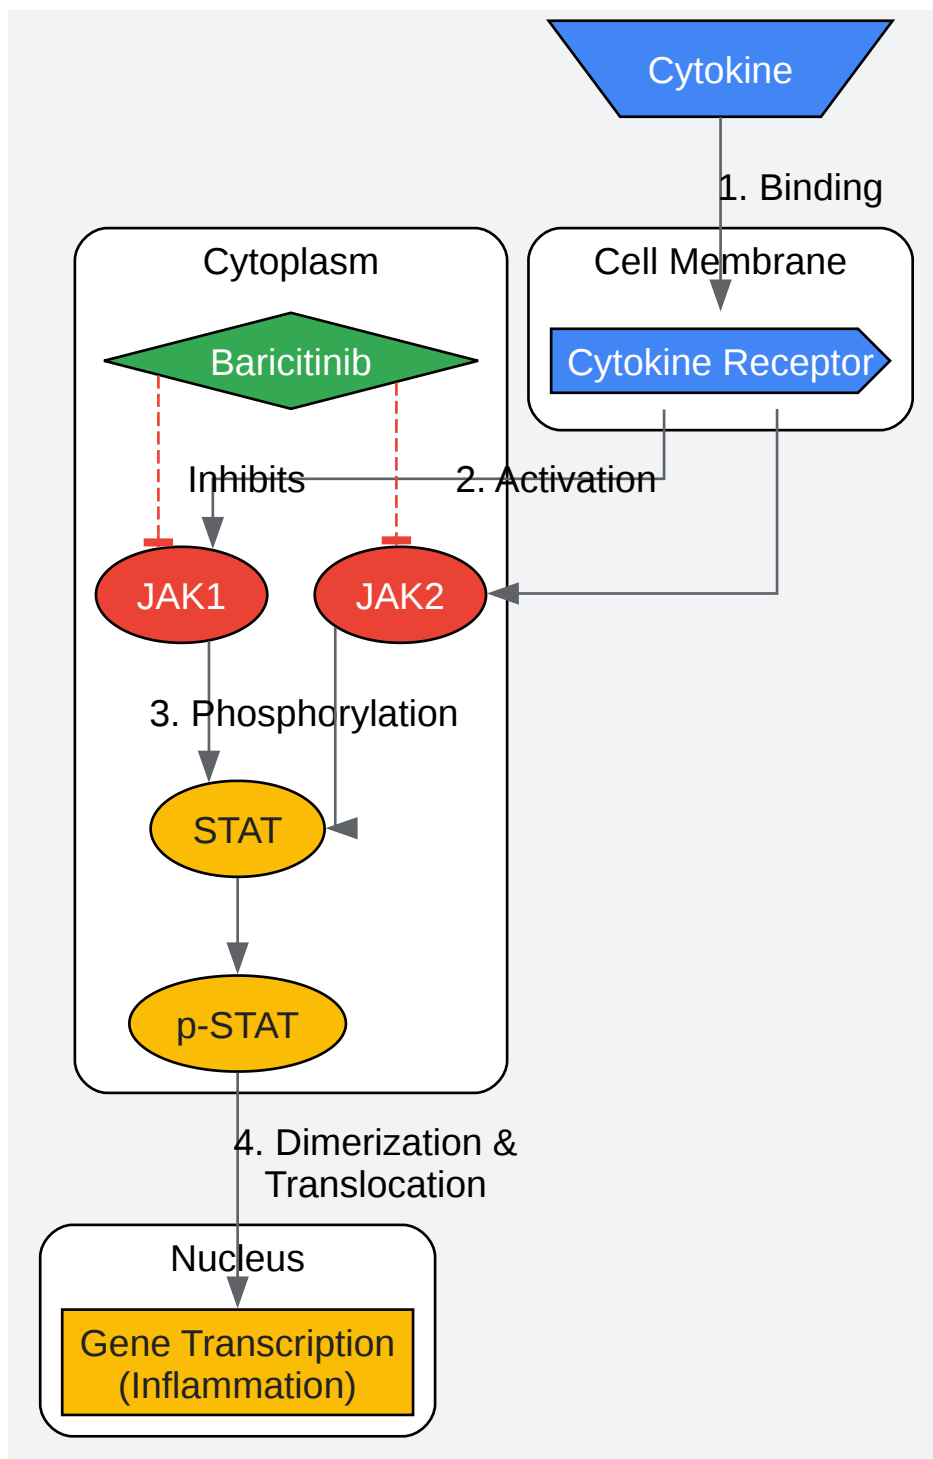 Cytokine
1. Binding
Cytoplasm
Cell Membrane
Baricitinib
Cytokine Receptor
Inhibits
2. Activation
JAK1
JAK2
3. Phosphorylation
STAT
p-STAT
4. Dimerization &
Translocation
Nucleus
Gene Transcription
(Inflammation)